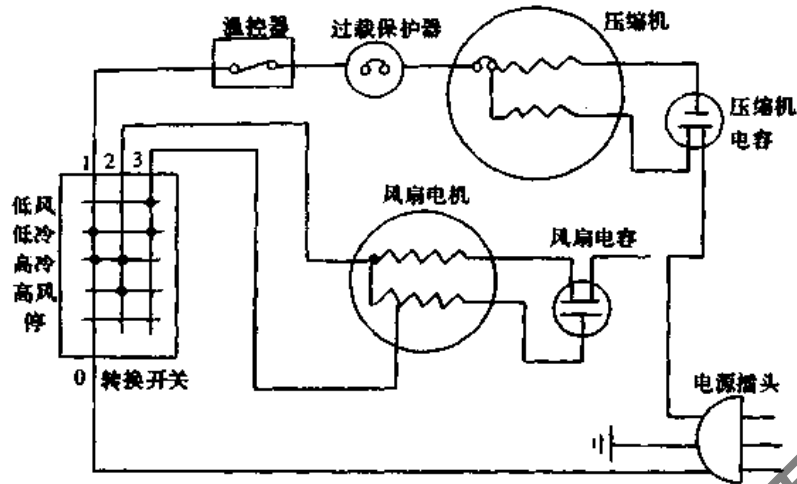 温控器
过载保护器
压缩机
压缩机
电容
1 2 3
低风
低冷
高冷
高风
停
0 转换开关
风扇电机
风扇电容
电源插头